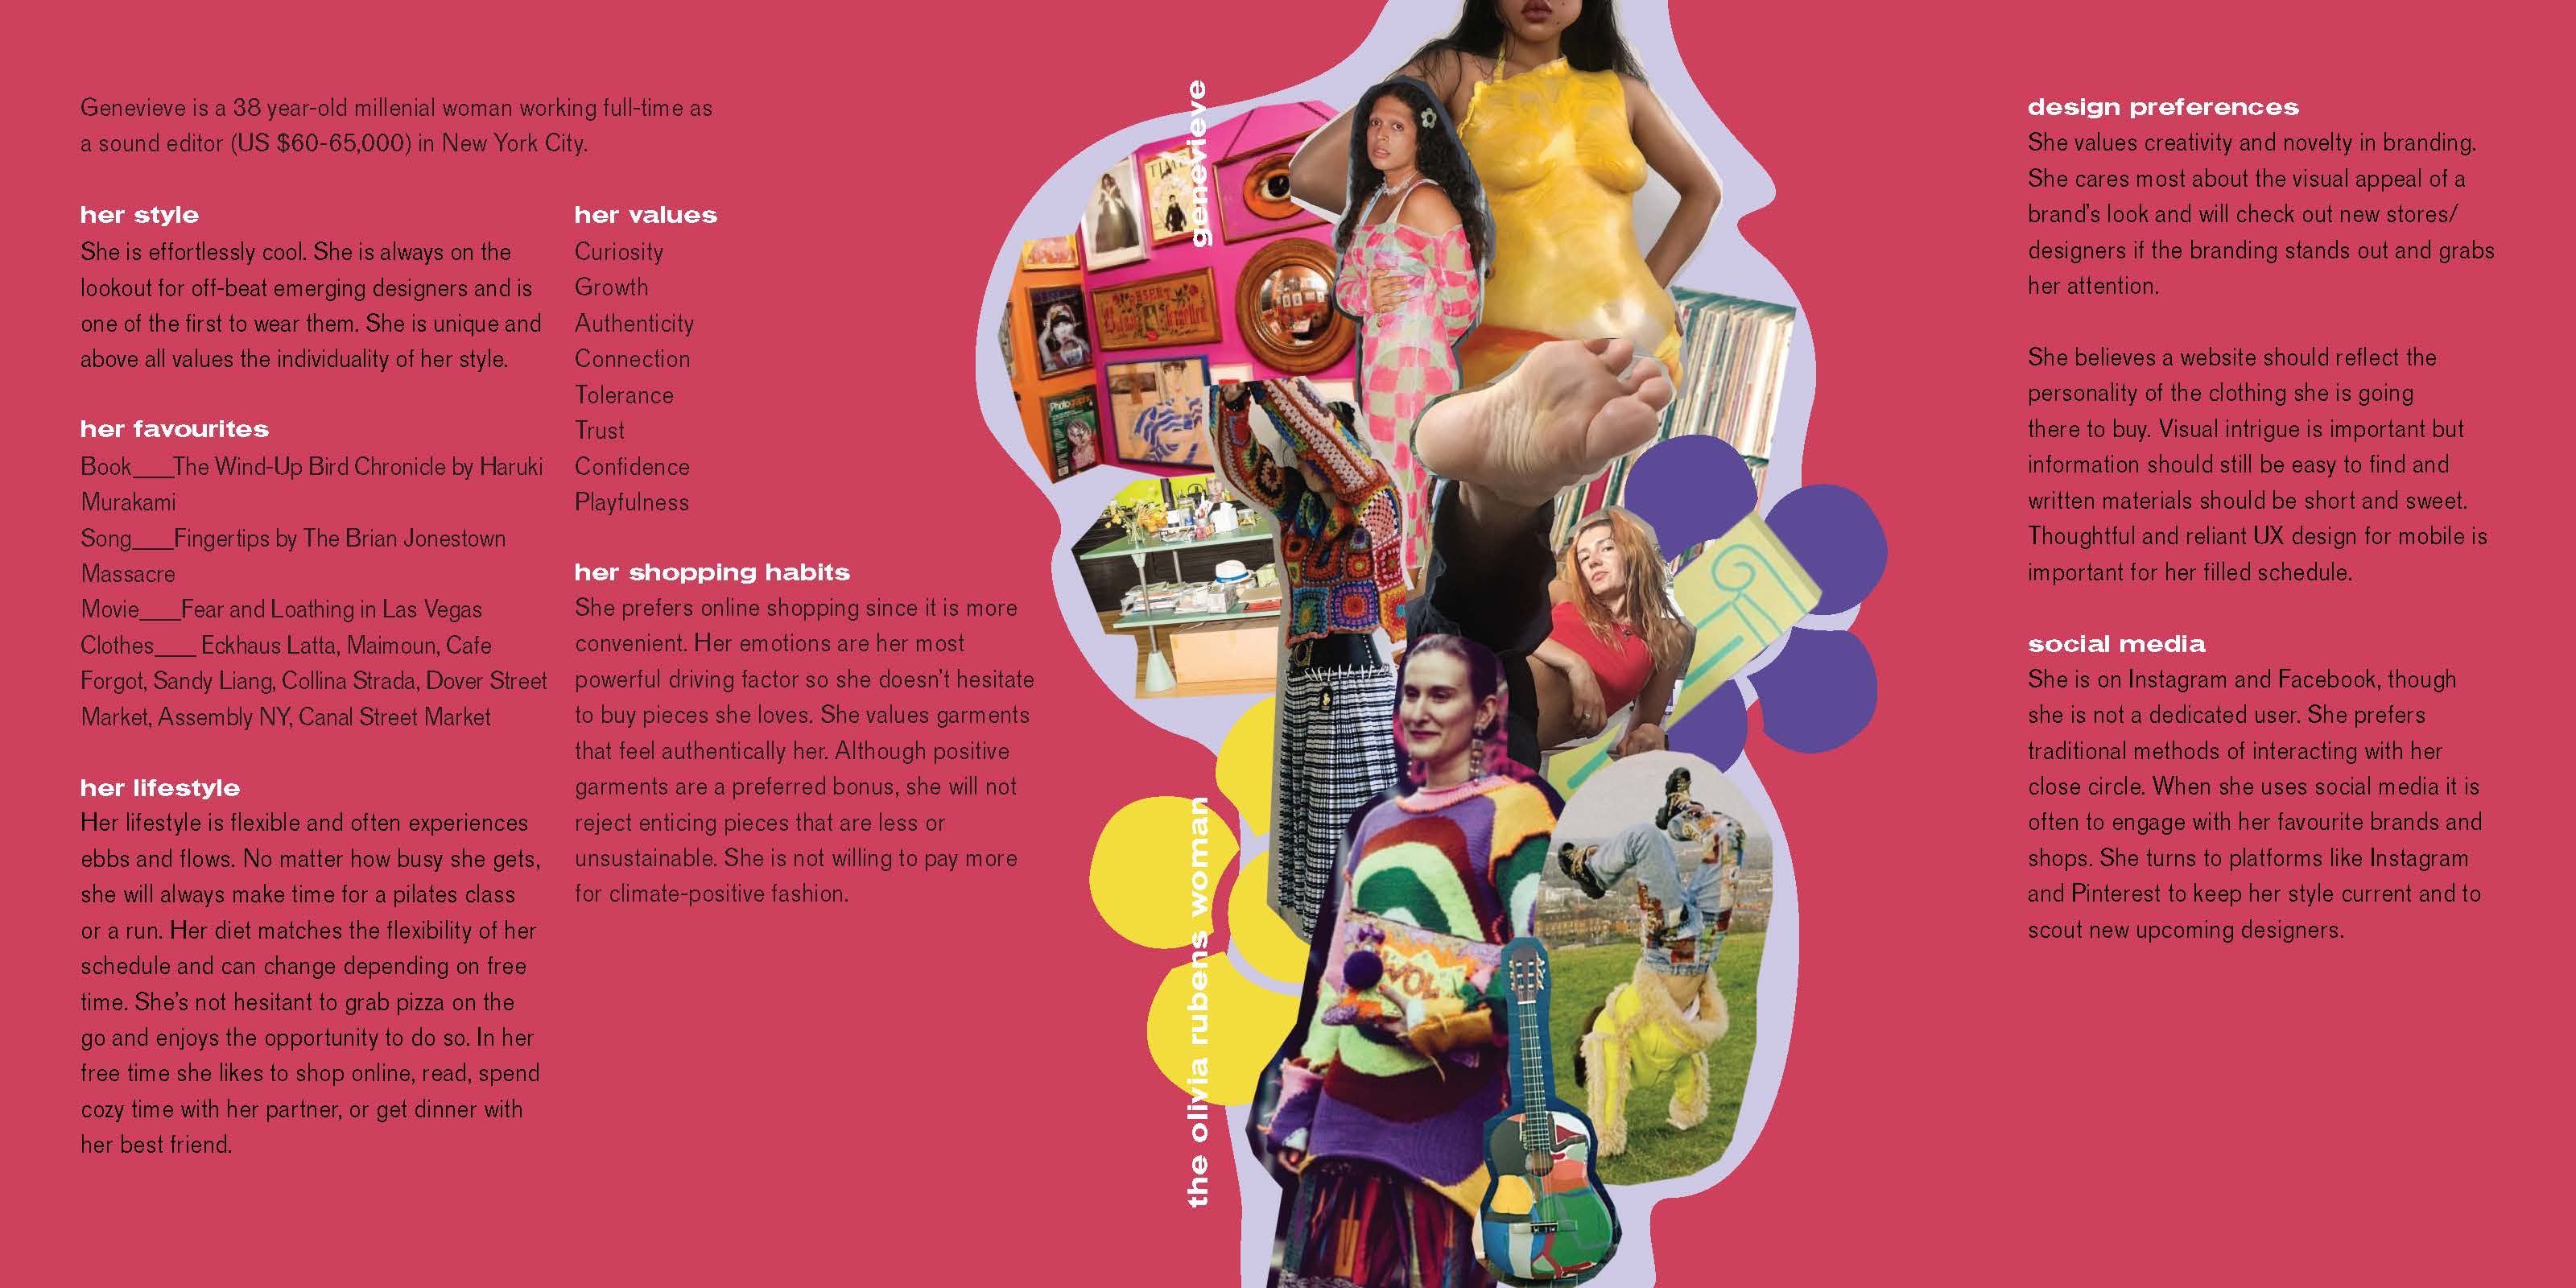 Genevieve is a 38 year-old millenial woman working full-time as
a sound editor (US $60-65,000) in New York City.
her style
She is effortlessly cool. She is always on the
lookout for off-beat emerging designers and is
one of the first to wear them. She is unique and
above all values the individuality of her style.
her favourites
Book___The Wind-Up Bird Chronicle by Haruki
Murakami
Song___Fingertips by The Brian Jonestown
Massacre
Movie___Fear and Loathing in Las Vegas
Clothes___ Eckhaus Latta, Maimoun, Cafe
Forgot, Sandy Liang, Collina Strada, Dover Street
Market, Assembly NY, Canal Street Market
her lifestyle
Her lifestyle is flexible and often experiences
ebbs and flows. No matter how busy she gets,
she will always make time for a pilates class
or a run. Her diet matches the flexibility of her
schedule and can change depending on free
time. She's not hesitant to grab pizza on the
go and enjoys the opportunity to do so. In her
free time she likes to shop online, read, spend
cozy time with her partner, or get dinner with
her best friend.
her values
Curiosity
Growth
Authenticity
Connection
Tolerance
Trust
Confidence
Playfulness
her shopping habits
She prefers online shopping since it is more
convenient. Her emotions are her most
powerful driving factor so she doesn't hesitate
to buy pieces she loves. She values garments
that feel authentically her. Although positive
garments are a preferred bonus, she will not
reject enticing pieces that are less or
unsustainable. She is not willing to pay more
for climate-positive fashion.
genevieve
the olivia rubens woman
TIME
design preferences
She values creativity and novelty in branding.
She cares most about the visual appeal of a
brand's look and will check out new stores/
designers if the branding stands out and grabs
her attention.
She believes a website should reflect the
personality of the clothing she is going
there to buy. Visual intrigue is important but
information should still be easy to find and
written materials should be short and sweet.
Thoughtful and reliant UX design for mobile is
important for her filled schedule.
social media
She is on Instagram and Facebook, though
she is not a dedicated user. She prefers
traditional methods of interacting with her
close circle. When she uses social media it is
often to engage with her favourite brands and
shops. She turns to platforms like Instagram
and Pinterest to keep her style current and to
scout new upcoming designers.